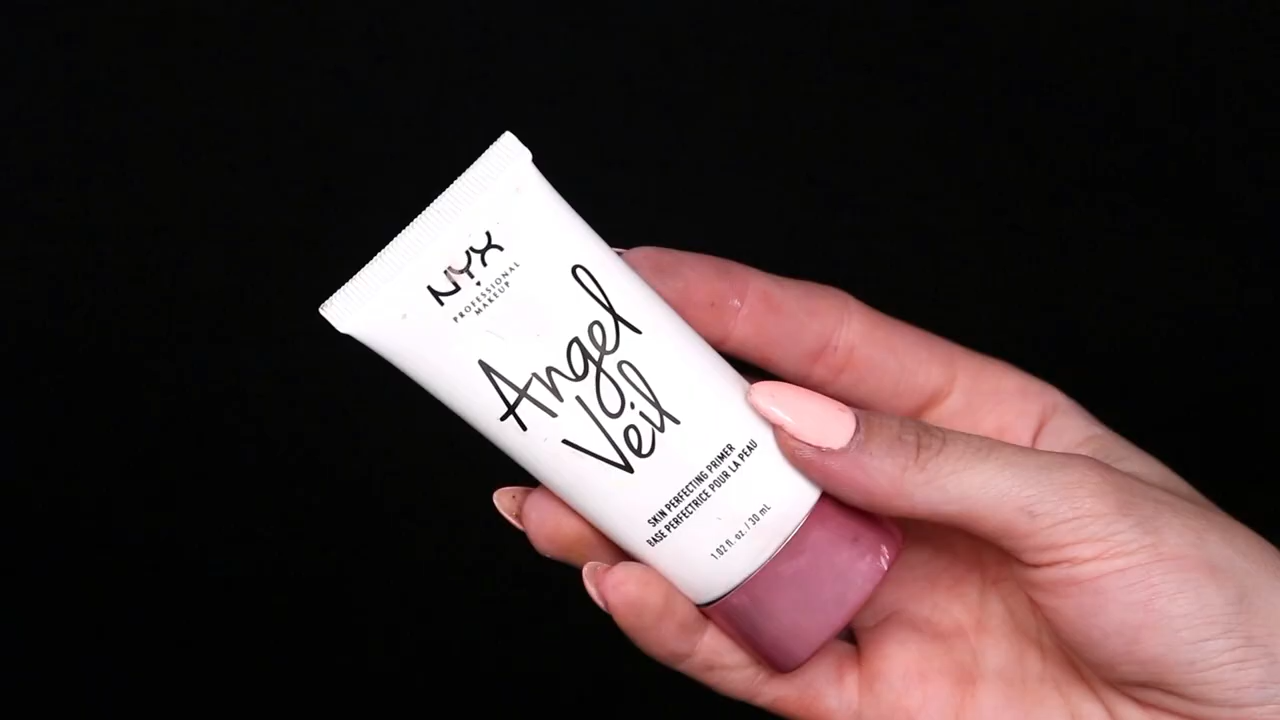 NYX
PROFESSIONAL
MAKEUP
Angel
Veil
SKIN PERFECTING PRIMER
BASE PERFECTRICE POUR LA PEAU
1.02 fl. oz. / 30 mL